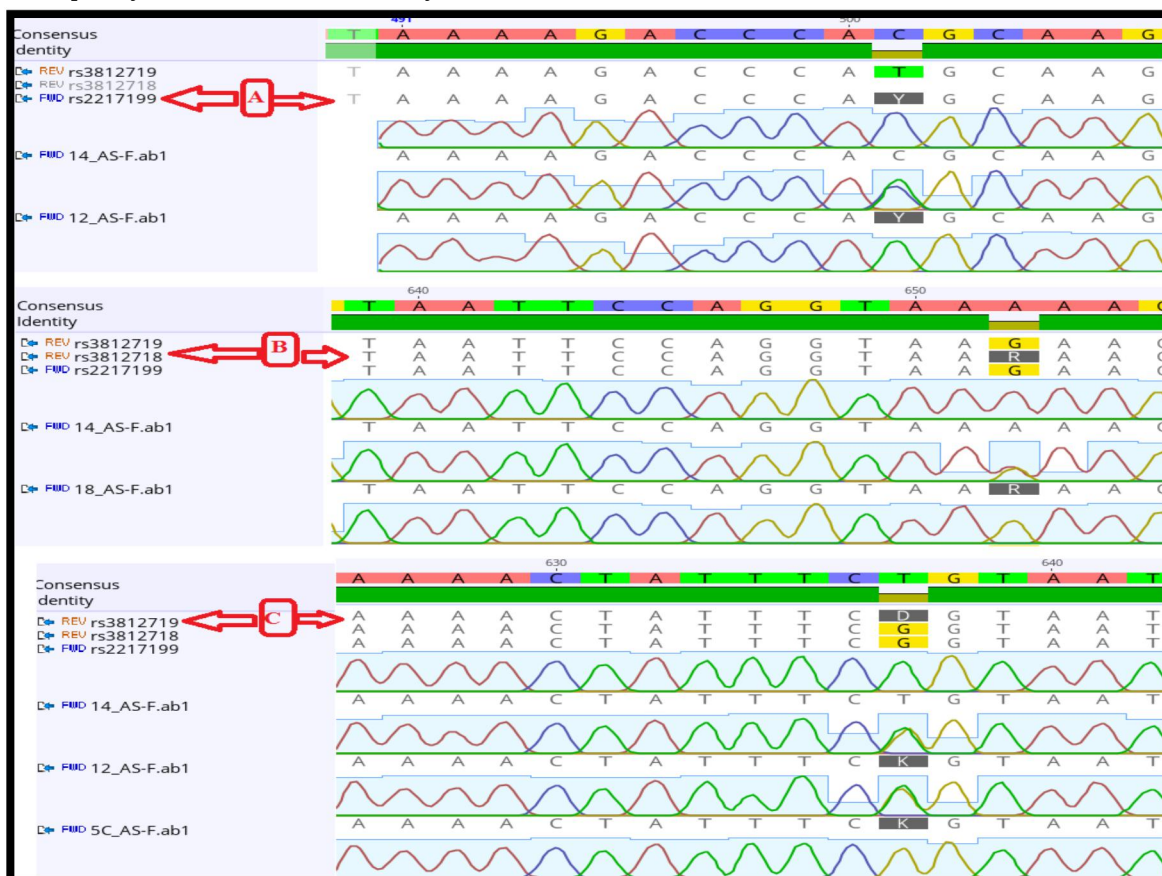 491 500
Consensus T A A A A G A C C C A C G C A A G
dentity
REV rs3812719 T A A A A G A C C C A T G C A A G
REV rs3812718
FWD rs2217199 A T A A A A G A C C C A Y G C A A G
FWD 14_AS-F.ab1 A A A A G A C C C A C G C A A G
FWD 12_AS-F.ab1 A A A A G A C C C A Y G C A A G
640 650
Consensus T A A T T C C A G G T A A A A
Identity
REV rs3812719 T A A T T C C A G G T A A G A A
REV rs3812718 B T A A T T C C A G G T A A R A A
FWD rs2217199 T A A T T C C A G G T A A G A A
FWD 14_AS-F.ab1 T A A T T C C A G G T A A A A A
FWD 18_AS-F.ab1 T A A T T C C A G G T A A R A A
630 640
Consensus A A A A C T A T T T C T G T A A T
dentity
REV rs3812719 C A A A A C T A T T T C D G T A A T
REV rs3812718 A A A A C T A T T T C G G T A A T
FWD rs2217199 A A A A C T A T T T C G G T A A T
FWD 14_AS-F.ab1 A A A A C T A T T T C T G T A A T
FWD 12_AS-F.ab1 A A A A C T A T T T C K G T A A T
FWD 5C_AS-F.ab1 A A A A C T A T T T C K G T A A T